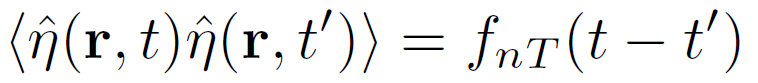 ⟨η̂(𝐫, t)η̂(𝐫, t′)⟩ = f_{nT}(t − t′)